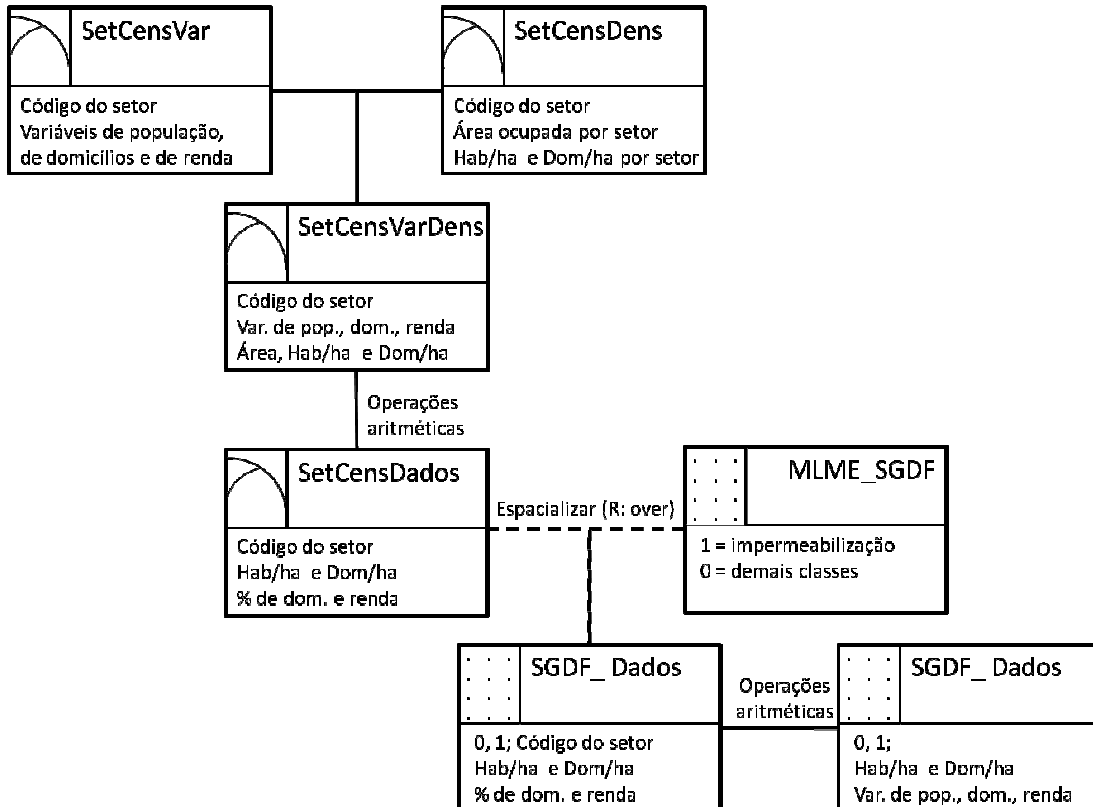 SetCensVar
Código do setor
Variáveis de população,
de domicílios e de renda
SetCensDens
Código do setor
Área ocupada por setor
Hab/ha e Dom/ha por setor
SetCensVarDens
Código do setor
Var. de pop., dom., renda
Área, Hab/ha e Dom/ha
Operações
aritméticas
SetCensDados
Código do setor
Hab/ha e Dom/ha
% de dom. e renda
Espacializar (R: over)
MLME_SGDF
1 = impermeabilização
0 = demais classes
SGDF_ Dados
0, 1; Código do setor
Hab/ha e Dom/ha
% de dom. e renda
Operações
aritméticas
SGDF_ Dados
0, 1;
Hab/ha e Dom/ha
Var. de pop., dom., renda